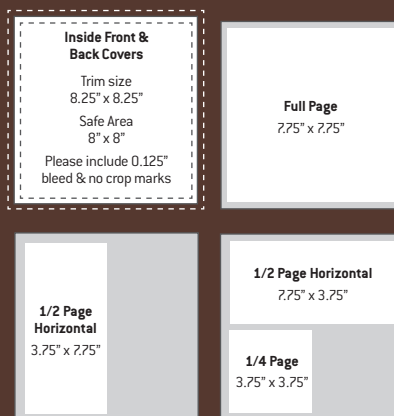 Inside Front &
Back Covers
Trim size
8.25” x 8.25”
Safe Area
8” x 8”
Please include 0.125”
bleed & no crop marks
Full Page
7.75” x 7.75”
1/2 Page
Horizontal
3.75” x 7.75”
1/2 Page Horizontal
7.75” x 3.75”
1/4 Page
3.75” x 3.75”